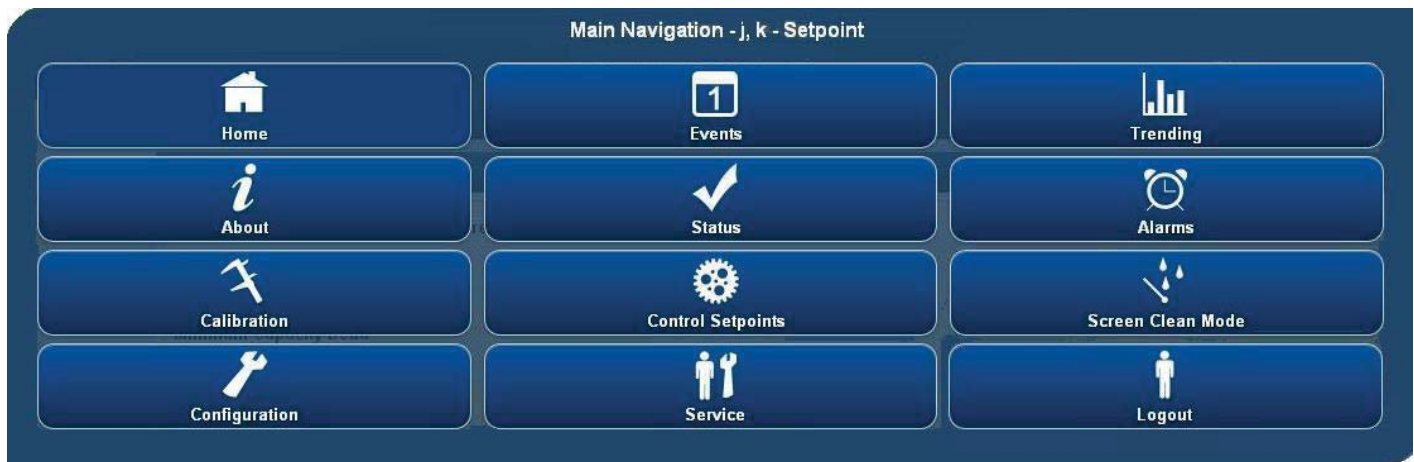 Main Navigation - j, k - Setpoint
Home
1
Events
Trending
About
Status
Alarms
Calibration
Control Setpoints
Screen Clean Mode
Configuration
Service
Logout